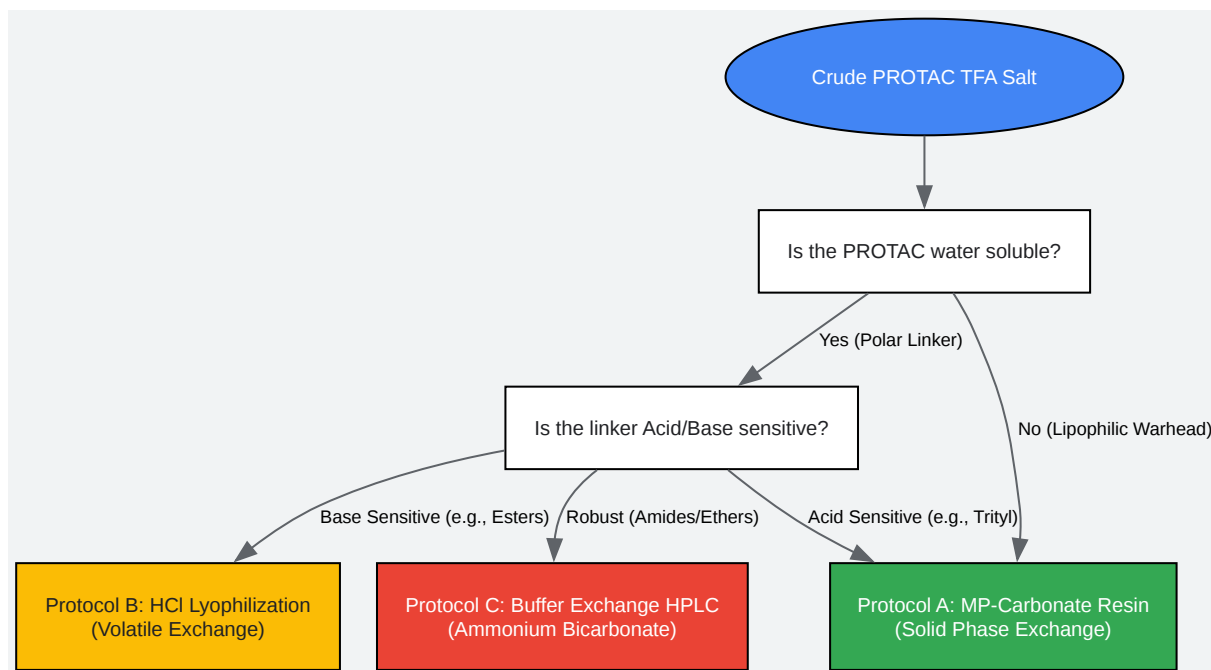 Crude PROTAC TFA Salt
Is the PROTAC water soluble?
Yes (Polar Linker)
No (Lipophilic Warhead)
Is the linker Acid/Base sensitive?
Base Sensitive (e.g., Esters)
Robust (Amides/Ethers)
Acid Sensitive (e.g., Trityl)
Protocol B: HCl Lyophilization
(Volatile Exchange)
Protocol C: Buffer Exchange HPLC
(Ammonium Bicarbonate)
Protocol A: MP-Carbonate Resin
(Solid Phase Exchange)